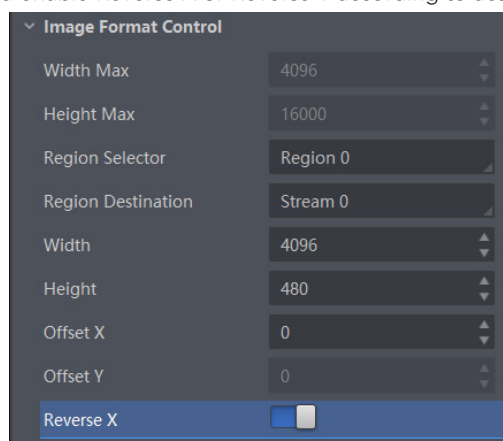 Image Format Control
Width Max 4096
Height Max 16000
Region Selector Region 0
Region Destination Stream 0
Width 4096
Height 480
Offset X 0
Offset Y 0
Reverse X